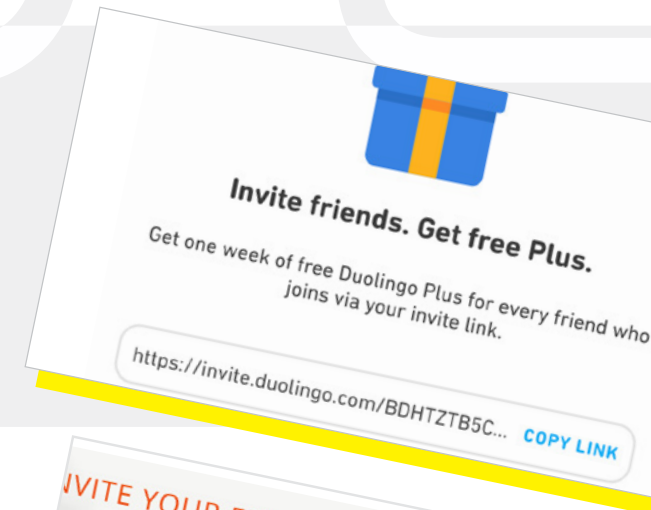 Invite friends. Get free Plus.
Get one week of free Duolingo Plus for every friend who
joins via your invite link.
https://invite.duolingo.com/BDHTZTB5C... COPY LINK
NVITE YOUR